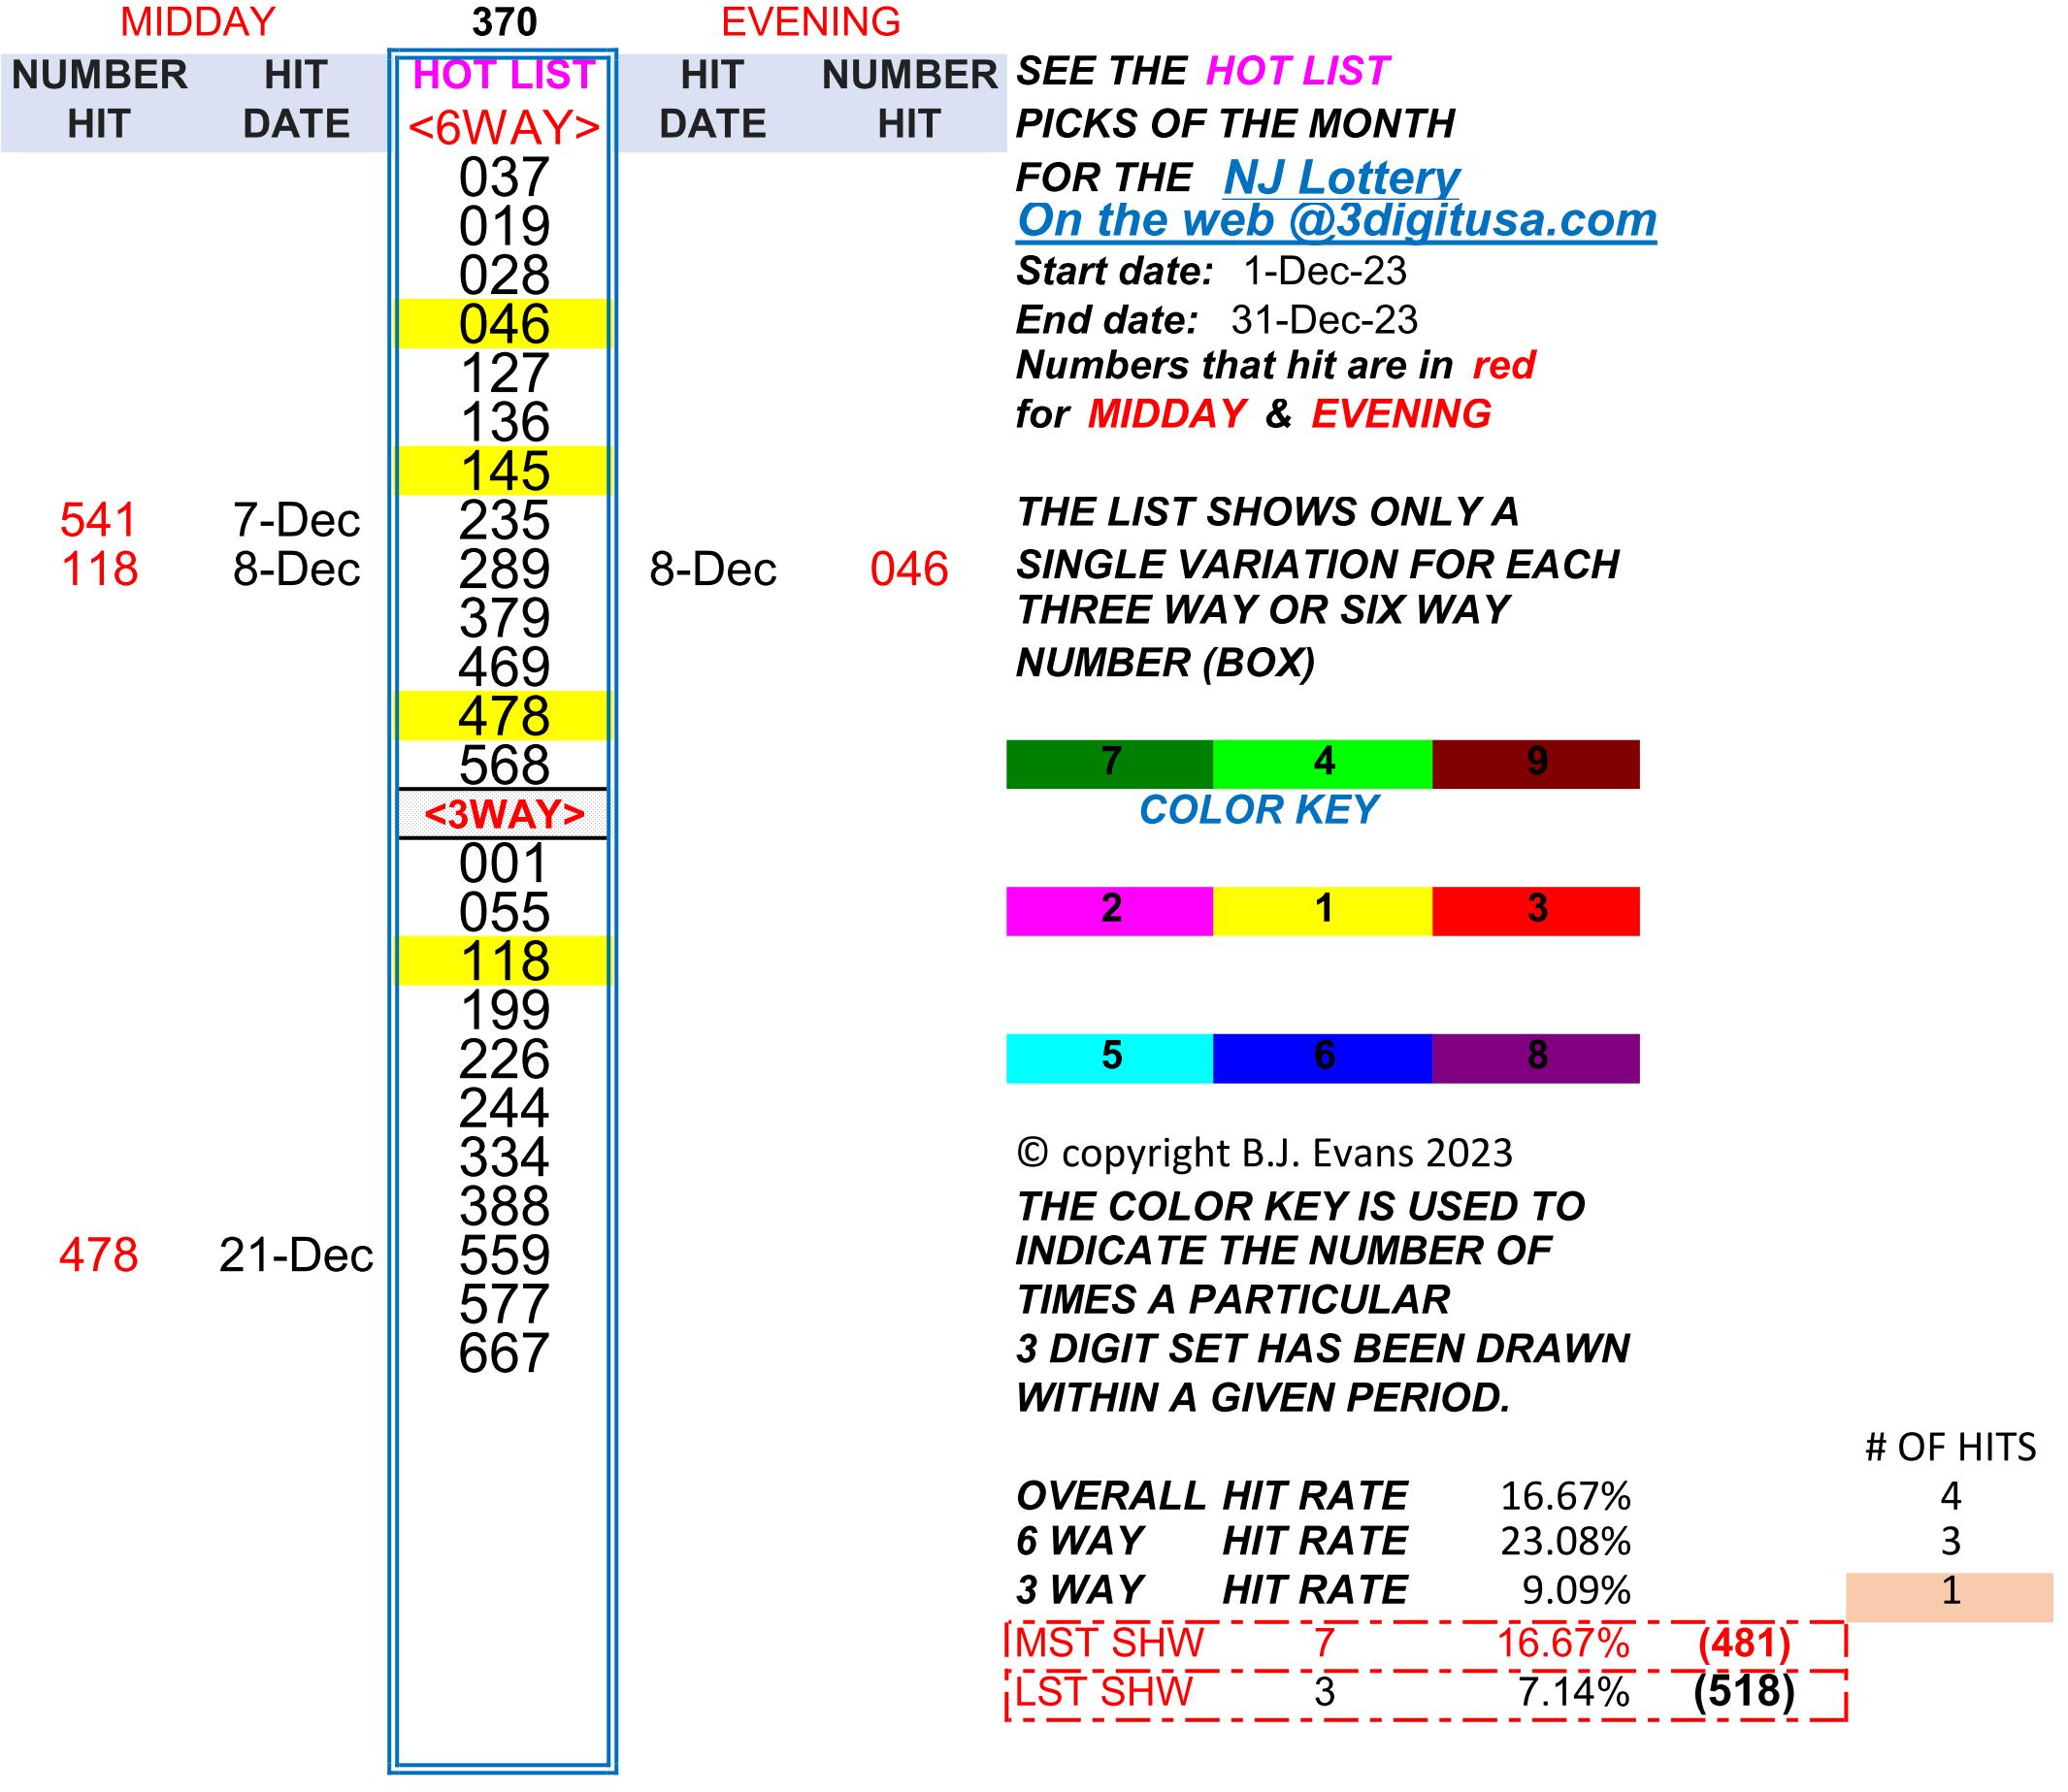 MIDDAY 370 EVENING
NUMBER HIT HOT LIST HIT NUMBER
HIT DATE <6WAY> DATE HIT
037
019
028
046
127
136
145
541 7-Dec 235
118 8-Dec 289 8-Dec 046
379
469
478
568
<3WAY>
001
055
118
199
226
244
334
388
478 21-Dec 559
577
667
SEE THE HOT LIST
PICKS OF THE MONTH
FOR THE NJ Lottery
On the web @3digitusa.com
Start date: 1-Dec-23
End date: 31-Dec-23
Numbers that hit are in red
for MIDDAY & EVENING
THE LIST SHOWS ONLY A
SINGLE VARIATION FOR EACH
THREE WAY OR SIX WAY
NUMBER (BOX)
7 4 9
COLOR KEY
2 1 3
5 6 8
© copyright B.J. Evans 2023
THE COLOR KEY IS USED TO
INDICATE THE NUMBER OF
TIMES A PARTICULAR
3 DIGIT SET HAS BEEN DRAWN
WITHIN A GIVEN PERIOD.
# OF HITS
OVERALL HIT RATE 16.67% 4
6 WAY HIT RATE 23.08% 3
3 WAY HIT RATE 9.09% 1
MST SHW 7 16.67% (481)
LST SHW 3 7.14% (518)